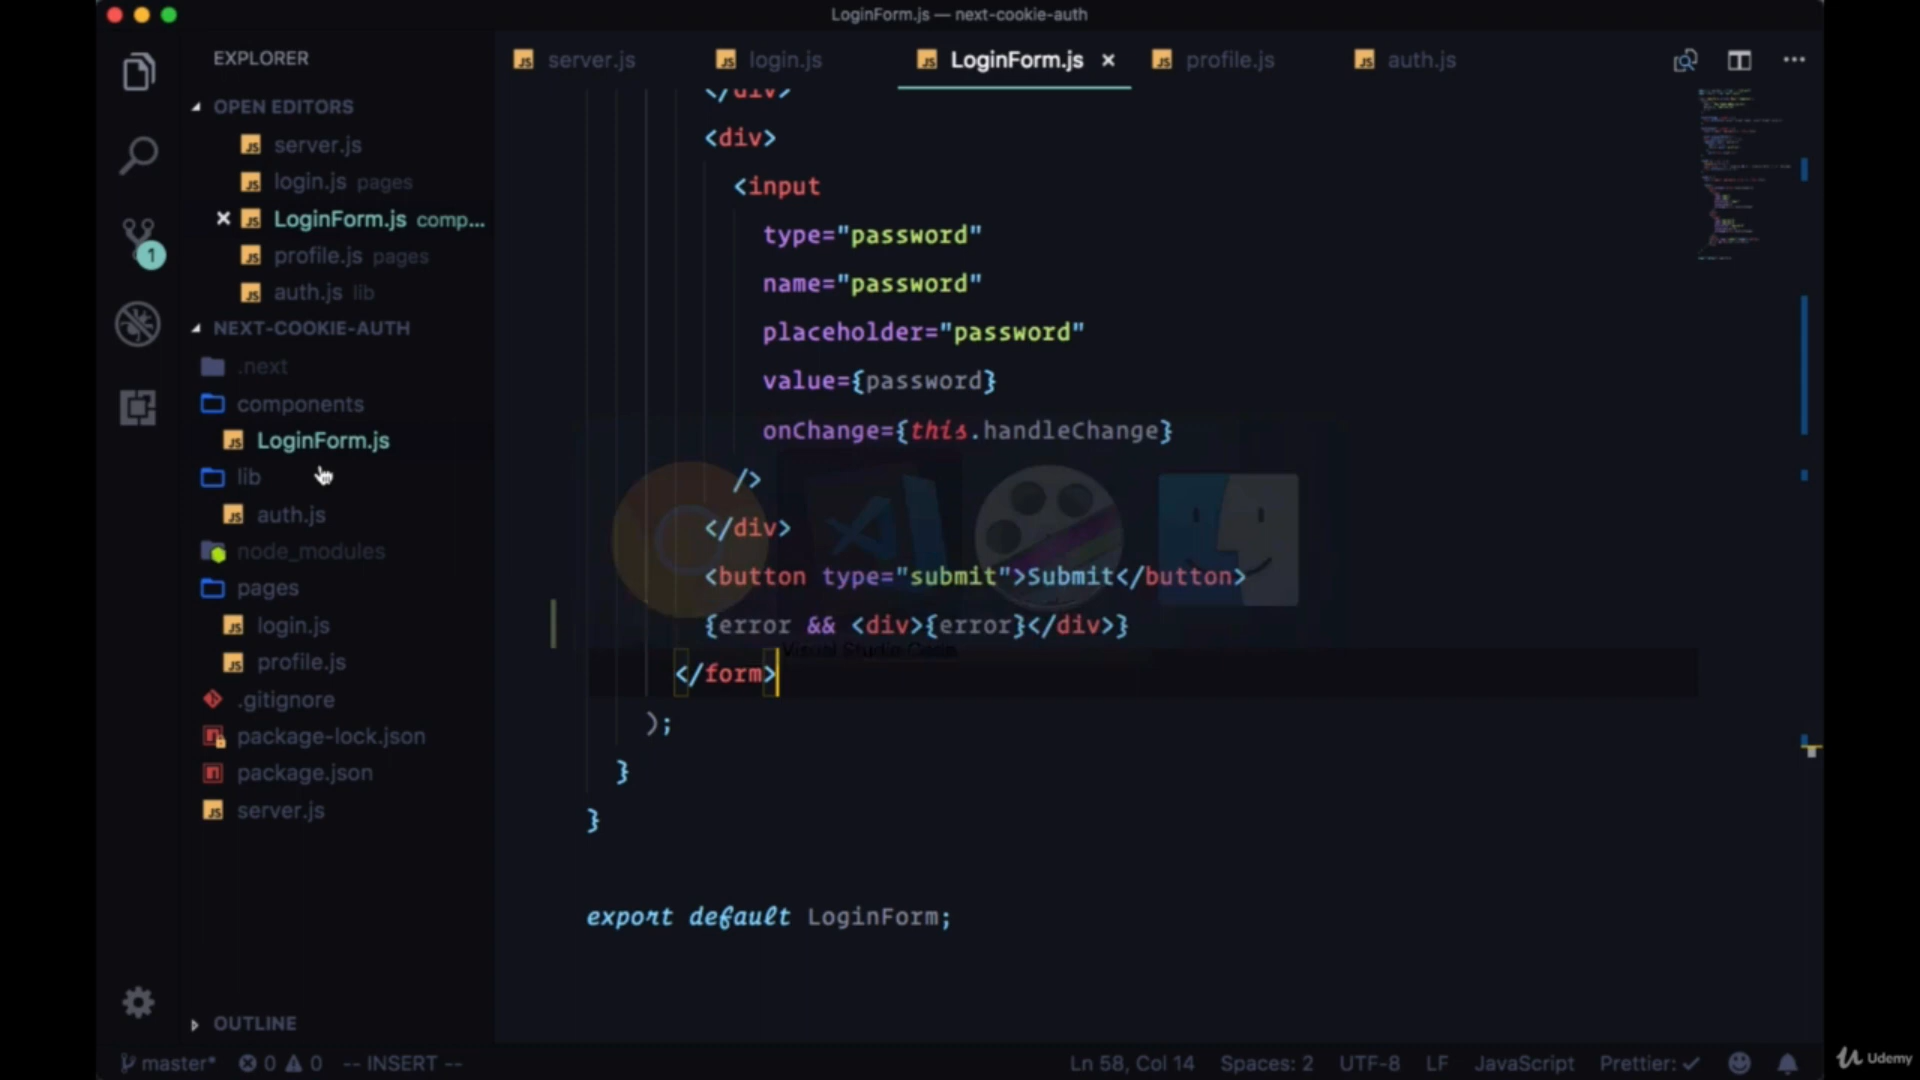 LoginForm.js — next-cookie-auth
EXPLORER
OPEN EDITORS
server.js
login.js pages
LoginForm.js comp...
profile.js pages
auth.js lib
NEXT-COOKIE-AUTH
.next
components
LoginForm.js
lib
auth.js
node_modules
pages
login.js
profile.js
.gitignore
package-lock.json
package.json
server.js
OUTLINE
server.js login.js LoginForm.js profile.js auth.js
</div>
<div>
<input
type="password"
name="password"
placeholder="password"
value={password}
onChange={this.handleChange}
/>
</div>
<button type="submit">Submit</button>
{error && <div>{error}</div>}
Visual Studio Code
</form>
);
}
}
export default LoginForm;
1
master* 0 0 -- INSERT -- Ln 58, Col 14 Spaces: 2 UTF-8 LF JavaScript Prettier: ✓
Udemy